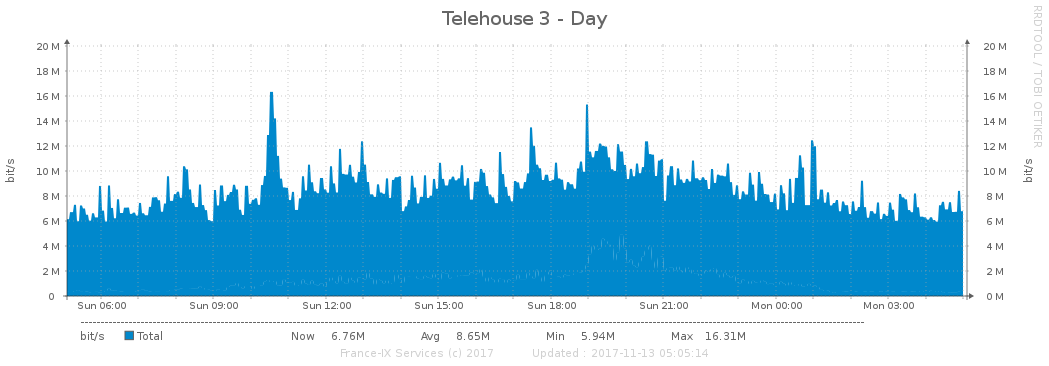 Telehouse 3 - Day
RRDTOOL / TOBI OETIKER
20 M 20 M
18 M 18 M
16 M 16 M
14 M 14 M
12 M 12 M
10 M 10 M
8 M 8 M
6 M 6 M
4 M 4 M
2 M 2 M
0 0 M
bit/s bit/s
Sun 06:00 Sun 09:00 Sun 12:00 Sun 15:00 Sun 18:00 Sun 21:00 Mon 00:00 Mon 03:00
bit/s Total Now 6.76M Avg 8.65M Min 5.94M Max 16.31M
France-IX Services (c) 2017 Updated : 2017-11-13 05:05:14